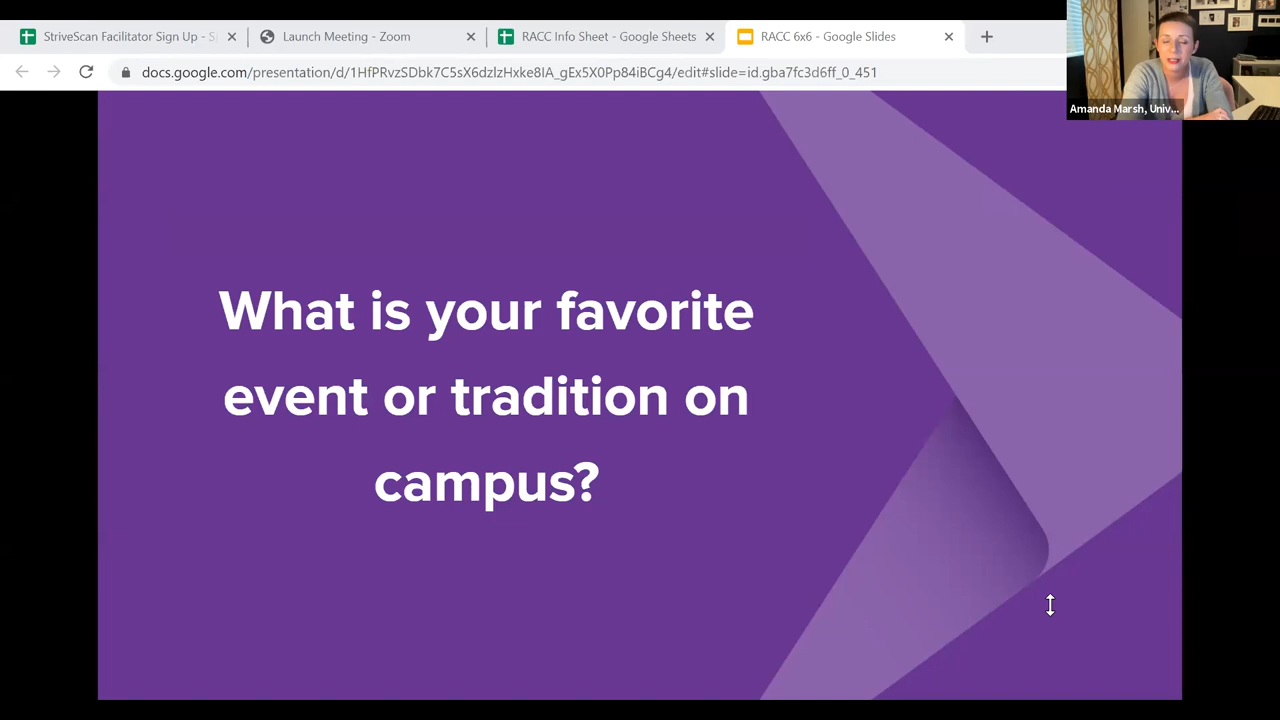 StriveScan Facilitator Sign Up - S
Launch Meeting - Zoom
RACC Info Sheet - Google Sheets
RACC 6x6 - Google Slides
docs.google.com/presentation/d/1HfPRvzSDbk7C5sX6dzlzHxke8IA_gEx5X0Pp84iBCg4/edit#slide=id.gba7fc3d6ff_0_451
Amanda Marsh, Univ...
What is your favorite
event or tradition on
campus?